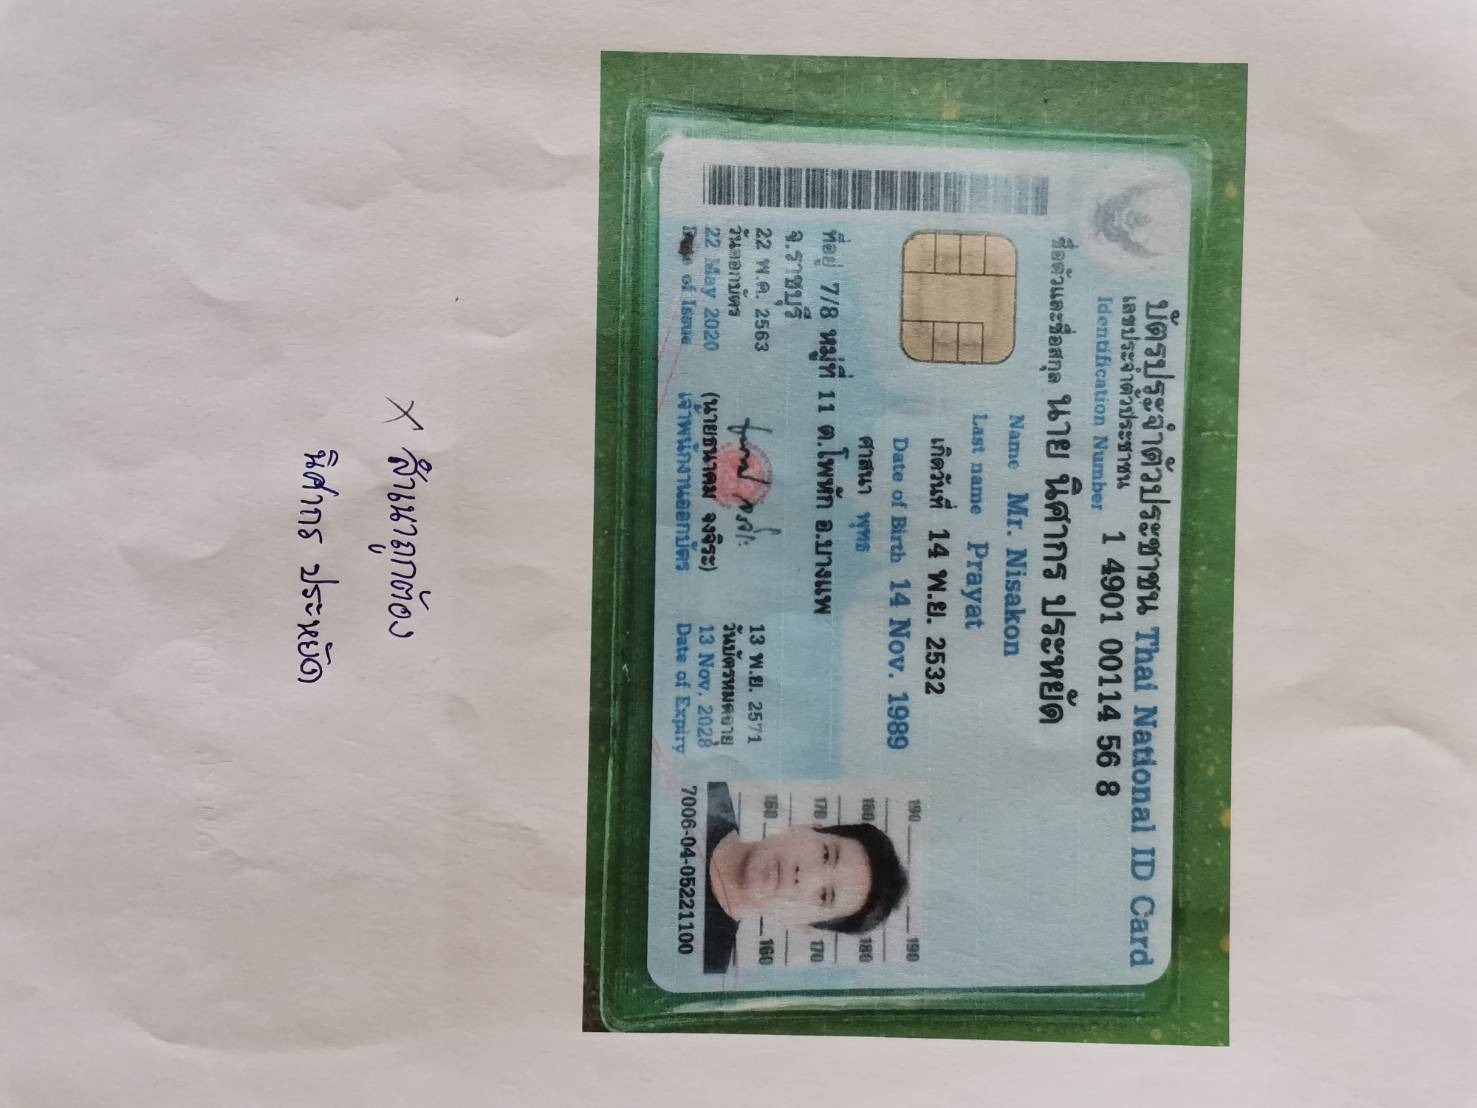 บัตรประจำตัวประชาชน Thai National ID Card
เลขประจำตัวประชาชน
Identification Number
1 4901 00114 56 8
ชื่อตัวและชื่อสกุล นาย นิศากร ประหยัด
Name Mr. Nisakon
Last name Prayat
เกิดวันที่ 14 พ.ย. 2532
Date of Birth 14 Nov. 1989
ศาสนา พุทธ
ที่อยู่ 7/8 หมู่ที่ 11 ต.โพหัก อ.บางแพ
จ.ราชบุรี
22 พ.ค. 2563
วันออกบัตร
22 May 2020
Date of Issue
(นายธนาคม จงจิระ)
เจ้าพนักงานออกบัตร
13 พ.ย. 2571
วันบัตรหมดอายุ
13 Nov. 2028
Date of Expiry
190 190
180 180
170 170
160 160
7006-04-05221100
X สำเนาถูกต้อง
นิศากร ประหยัด